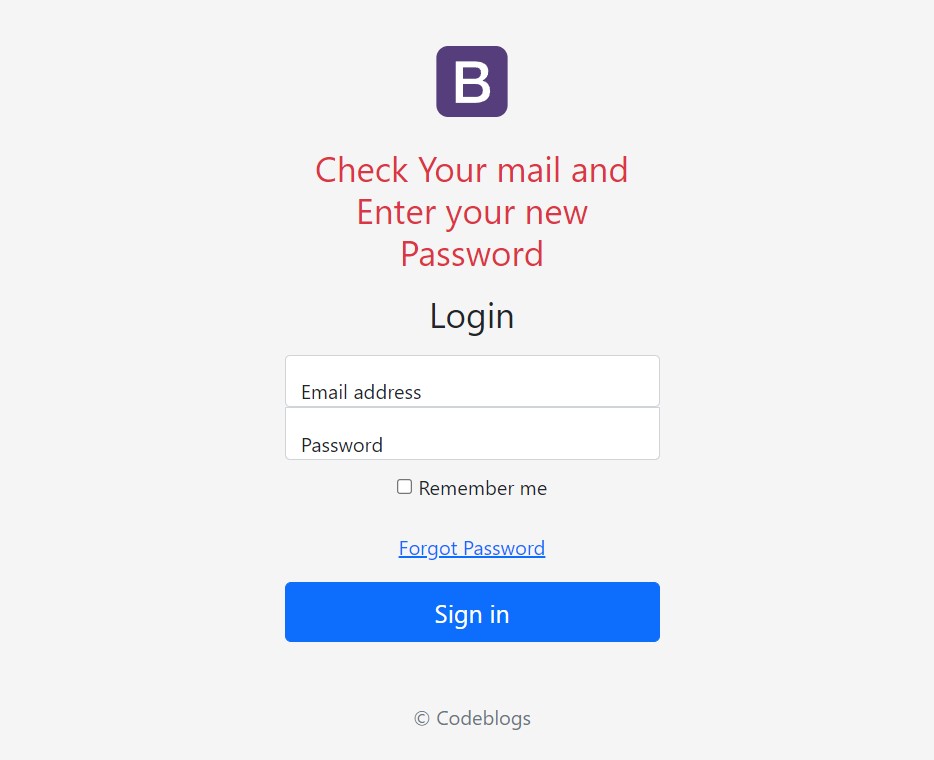 B
Check Your mail and
Enter your new
Password
Login
Email address
Password
Remember me
Forgot Password
Sign in
© Codeblogs